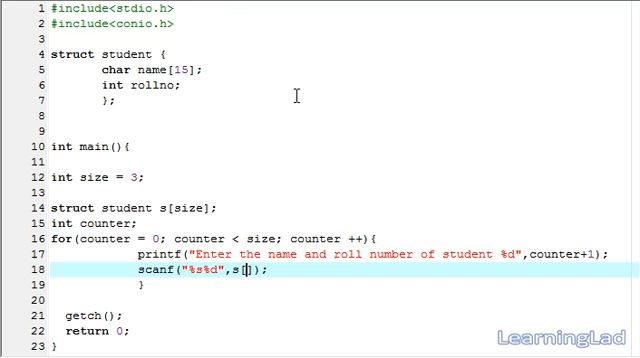 1 #include<stdio.h>
2 #include<conio.h>
3
4 struct student {
5 char name[15];
6 int rollno;
7 };
8
9
10 int main(){
11
12 int size = 3;
13
14 struct student s[size];
15 int counter;
16 for(counter = 0; counter < size; counter ++){
17 printf("Enter the name and roll number of student %d",counter+1);
18 scanf("%s%d",s[]);
19 }
20
21 getch();
22 return 0;
23 }
LearningLad